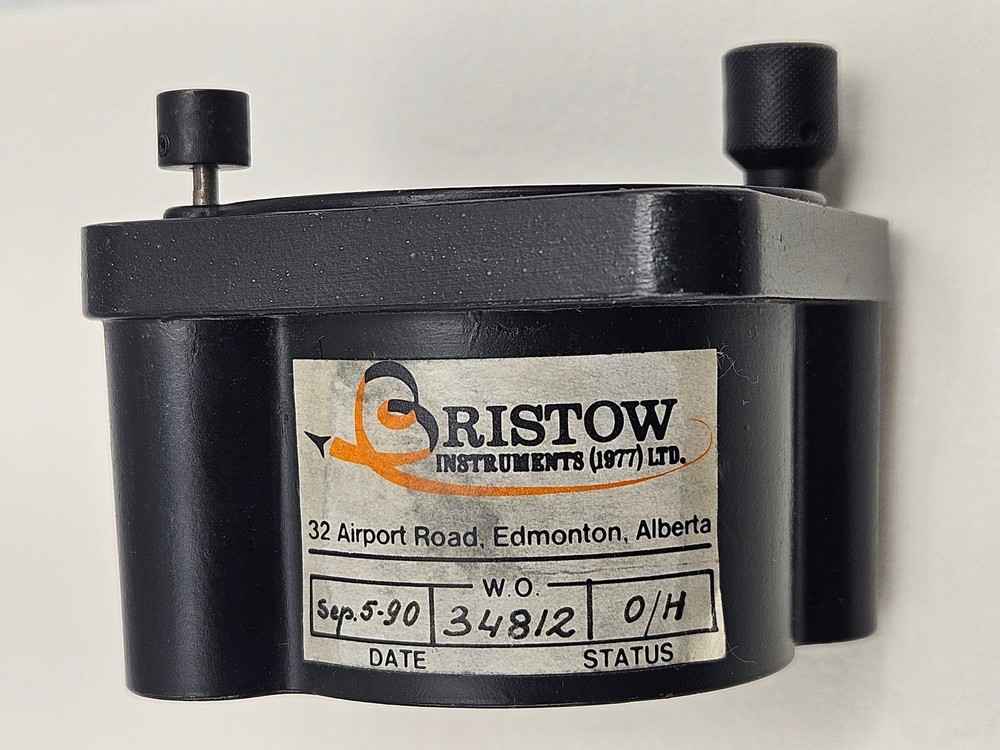 BRISTOW
INSTRUMENTS (1977) LTD.
32 Airport Road, Edmonton, Alberta
W.O.
Sep. 5-90 34812 O/H
DATE STATUS